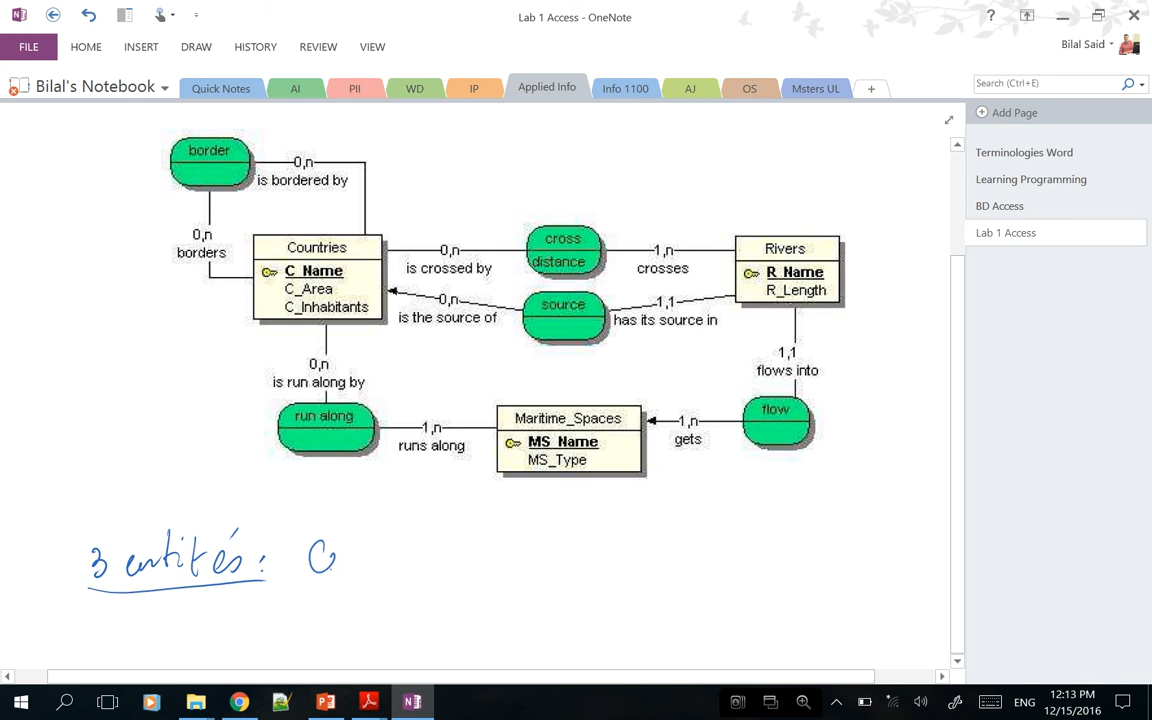 Lab 1 Access - OneNote
?
FILE HOME INSERT DRAW HISTORY REVIEW VIEW
Bilal Said
Bilal's Notebook
Quick Notes AI PII WD IP Applied Info Info 1100 AJ OS Msters UL +
Search (Ctrl+E)
Add Page
Terminologies Word
Learning Programming
BD Access
Lab 1 Access
border
0,n
is bordered by
0,n
borders
Countries
C_Name
C_Area
C_Inhabitants
0,n
is crossed by
cross
distance
1,n
crosses
Rivers
R_Name
R_Length
0,n
is the source of
source
1,1
has its source in
0,n
is run along by
1,1
flows into
run along
1,n
runs along
Maritime_Spaces
MS_Name
MS_Type
1,n
gets
flow
3 entités : C
ENG
12:13 PM
12/15/2016